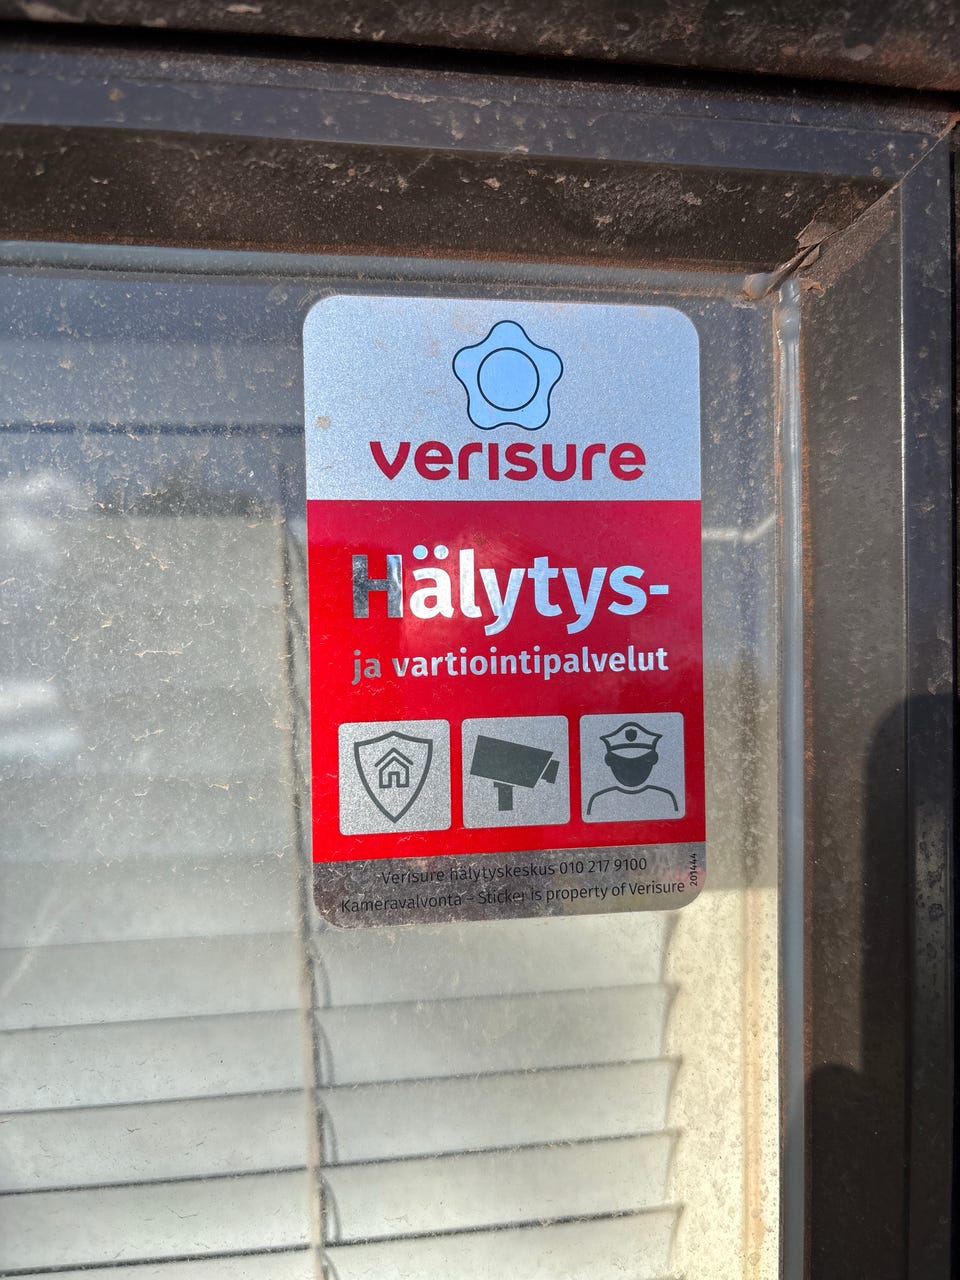 verisure
Hälytys-
ja vartiointipalvelut
Verisure hälytyskeskus 010 217 9100
Kameravalvonta – Sticker is property of Verisure
201444